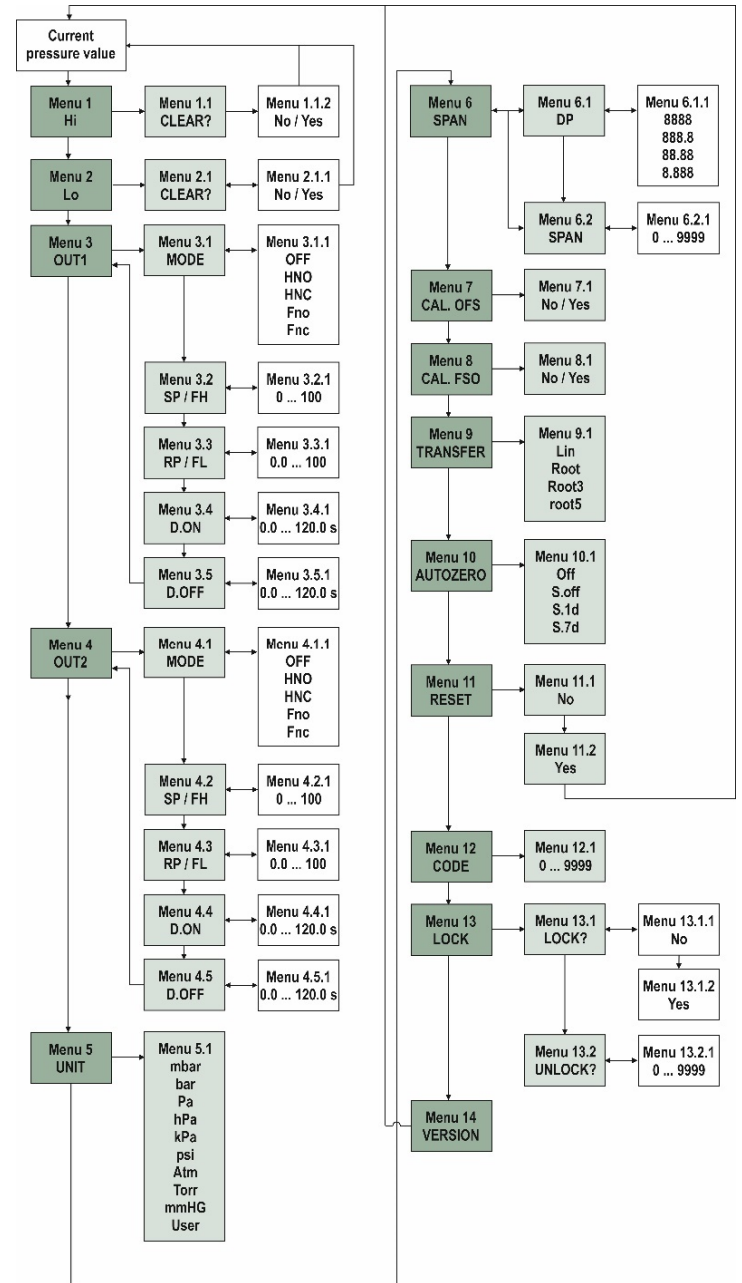 Current
pressure value
Menu 1
Hi
Menu 1.1
CLEAR?
Menu 1.1.2
No / Yes
Menu 2
Lo
Menu 2.1
CLEAR?
Menu 2.1.1
No / Yes
Menu 3
OUT1
Menu 3.1
MODE
Menu 3.1.1
OFF
HNO
HNC
Fno
Fnc
Menu 3.2
SP / FH
Menu 3.2.1
0 ... 100
Menu 3.3
RP / FL
Menu 3.3.1
0.0 ... 100
Menu 3.4
D.ON
Menu 3.4.1
0.0 ... 120.0 s
Menu 3.5
D.OFF
Menu 3.5.1
0.0 ... 120.0 s
Menu 4
OUT2
Menu 4.1
MODE
Menu 4.1.1
OFF
HNO
HNC
Fno
Fnc
Menu 4.2
SP / FH
Menu 4.2.1
0 ... 100
Menu 4.3
RP / FL
Menu 4.3.1
0.0 ... 100
Menu 4.4
D.ON
Menu 4.4.1
0.0 ... 120.0 s
Menu 4.5
D.OFF
Menu 4.5.1
0.0 ... 120.0 s
Menu 5
UNIT
Menu 5.1
mbar
bar
Pa
hPa
kPa
psi
Atm
Torr
mmHG
User
Menu 6
SPAN
Menu 6.1
DP
Menu 6.1.1
8888
888.8
88.88
8.888
Menu 6.2
SPAN
Menu 6.2.1
0 ... 9999
Menu 7
CAL. OFS
Menu 7.1
No / Yes
Menu 8
CAL. FSO
Menu 8.1
No / Yes
Menu 9
TRANSFER
Menu 9.1
Lin
Root
Root3
root5
Menu 10
AUTOZERO
Menu 10.1
Off
S.off
S.1d
S.7d
Menu 11
RESET
Menu 11.1
No
Menu 11.2
Yes
Menu 12
CODE
Menu 12.1
0 ... 9999
Menu 13
LOCK
Menu 13.1
LOCK?
Menu 13.1.1
No
Menu 13.1.2
Yes
Menu 13.2
UNLOCK?
Menu 13.2.1
0 ... 9999
Menu 14
VERSION